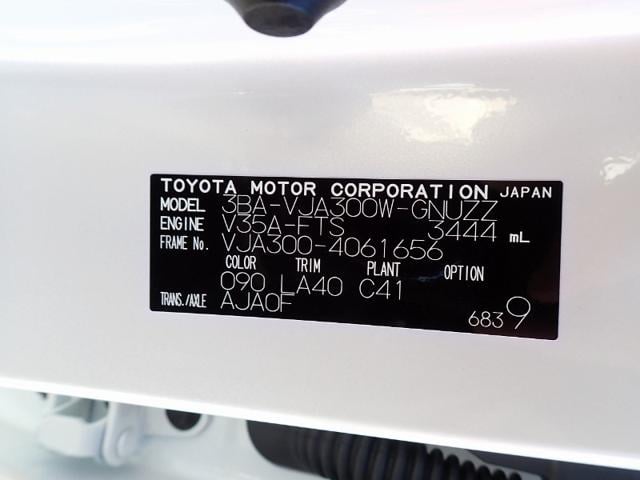 TOYOTA MOTOR CORPORATION JAPAN
MODEL 3BA-VJA300W-GNUZZ
ENGINE V35A-FTS 3444 mL
FRAME No. VJA300-4061656
COLOR TRIM PLANT OPTION
090 LA40 C41
TRANS./AXLE AJA0F
6839